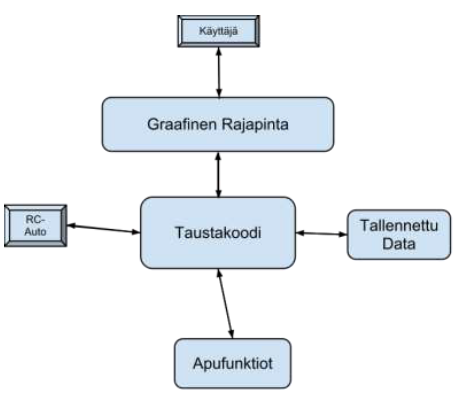 Käyttäjä
Graafinen Rajapinta
RC-
Auto
Taustakoodi
Tallennettu
Data
Apufunktiot